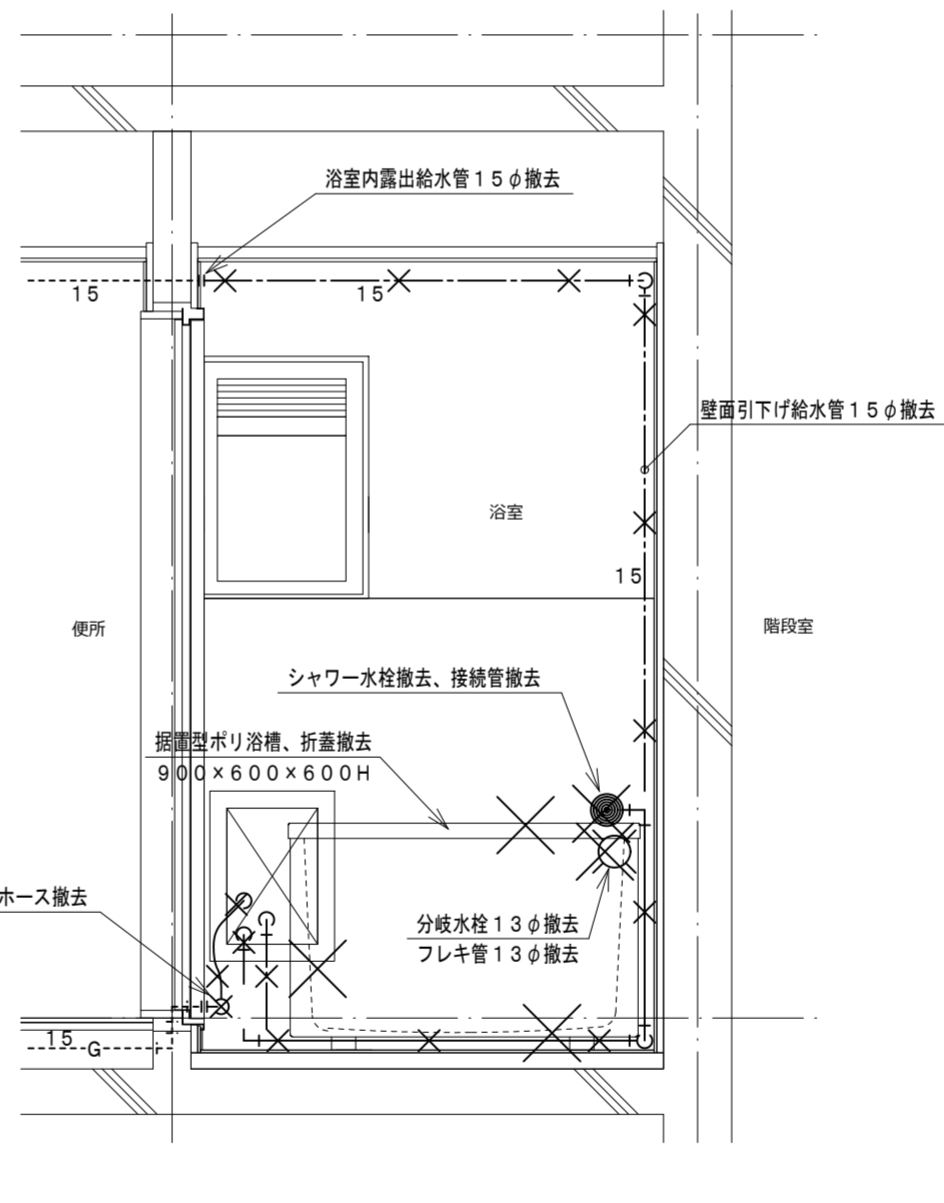 浴室内露出給水管１５φ撤去
15
15
壁面引下げ給水管１５φ撤去
浴室
15
便所
階段室
シャワー水栓撤去、接続管撤去
据置型ポリ浴槽、折蓋撤去
９００×６００×６００H
ホース撤去
分岐水栓１３φ撤去
フレキ管１３φ撤去
15
G